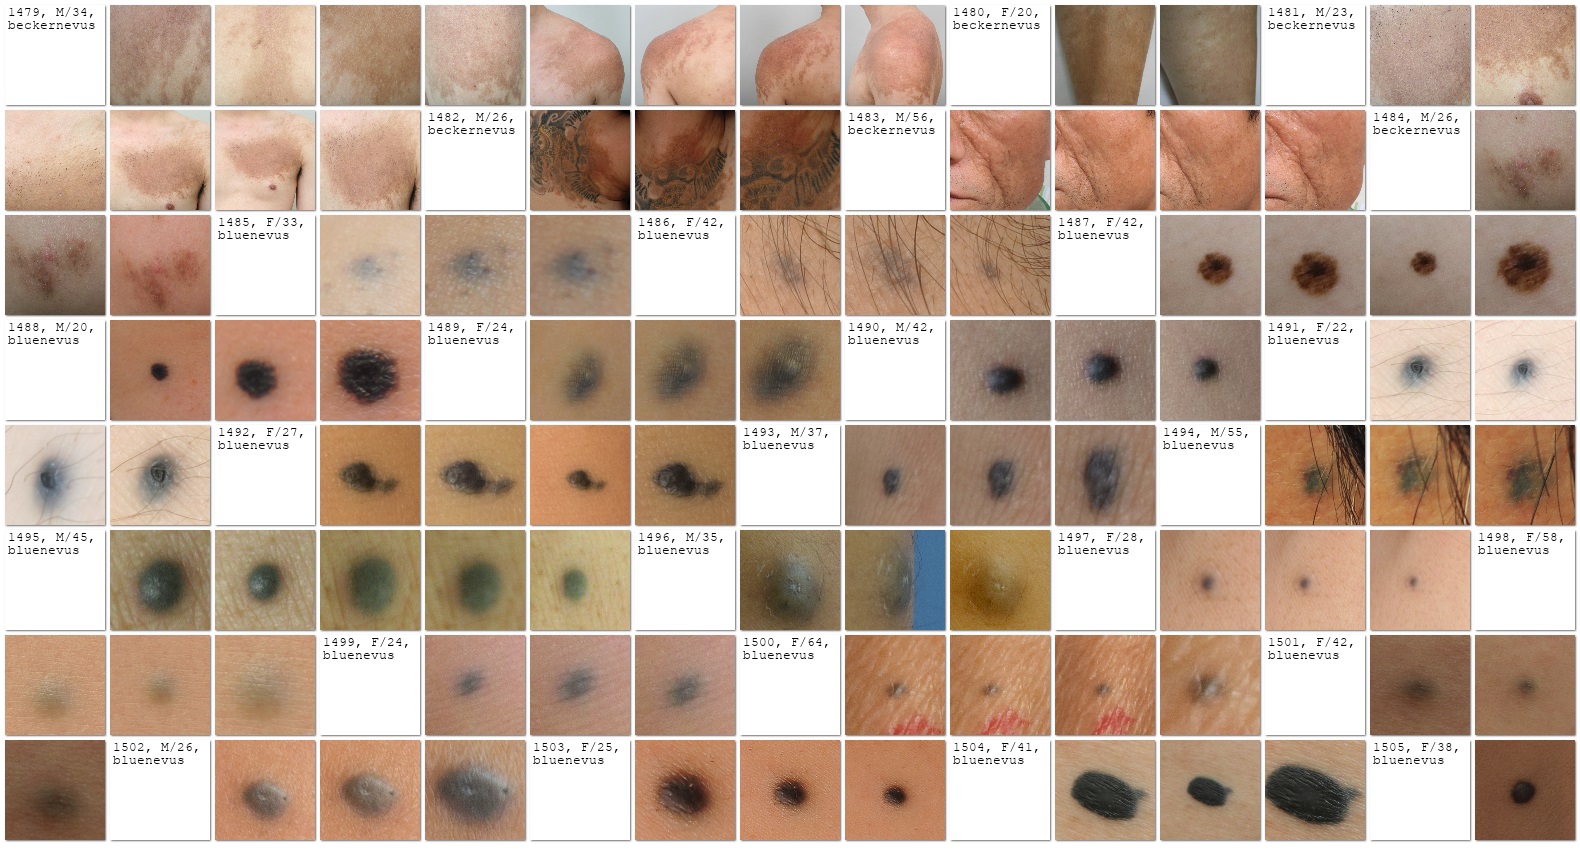 1479, M/34,
beckernevus
1480, F/20,
beckernevus
1481, M/23,
beckernevus
1482, M/26,
beckernevus
1483, M/56,
beckernevus
1484, M/26,
beckernevus
1485, F/33,
bluenevus
1486, F/42,
bluenevus
1487, F/42,
bluenevus
1488, M/20,
bluenevus
1489, F/24,
bluenevus
1490, M/42,
bluenevus
1491, F/22,
bluenevus
1492, F/27,
bluenevus
1493, M/37,
bluenevus
1494, M/55,
bluenevus
1495, M/45,
bluenevus
1496, M/35,
bluenevus
1497, F/28,
bluenevus
1498, F/58,
bluenevus
1499, F/24,
bluenevus
1500, F/64,
bluenevus
1501, F/42,
bluenevus
1502, M/26,
bluenevus
1503, F/25,
bluenevus
1504, F/41,
bluenevus
1505, F/38,
bluenevus